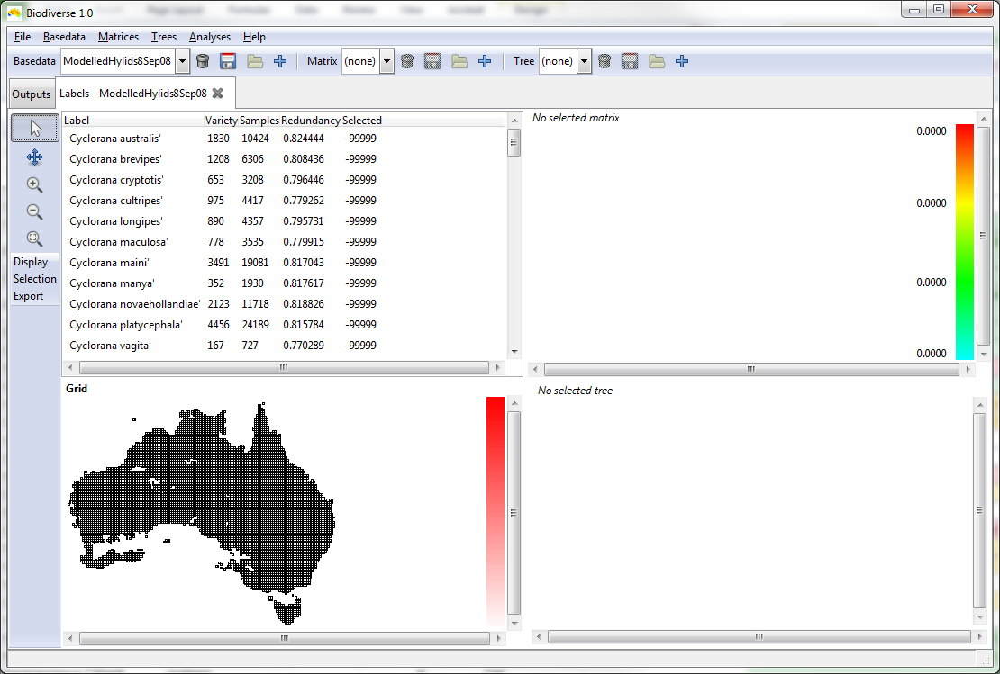 Biodiverse 1.0
File Basedata Matrices Trees Analyses Help
Basedata ModelledHylids8Sep08 Matrix (none) Tree (none)
Outputs Labels - ModelledHylids8Sep08
Label Variety Samples Redundancy Selected
'Cyclorana australis' 1830 10424 0.824444 -99999
'Cyclorana brevipes' 1208 6306 0.808436 -99999
'Cyclorana cryptotis' 653 3208 0.796446 -99999
'Cyclorana cultripes' 975 4417 0.779262 -99999
'Cyclorana longipes' 890 4357 0.795731 -99999
'Cyclorana maculosa' 778 3535 0.779915 -99999
'Cyclorana maini' 3491 19081 0.817043 -99999
'Cyclorana manya' 352 1930 0.817617 -99999
'Cyclorana novaehollandiae' 2123 11718 0.818826 -99999
'Cyclorana platycephala' 4456 24189 0.815784 -99999
'Cyclorana vagita' 167 727 0.770289 -99999
Display
Selection
Export
No selected matrix
0.0000
0.0000
0.0000
0.0000
Grid
No selected tree